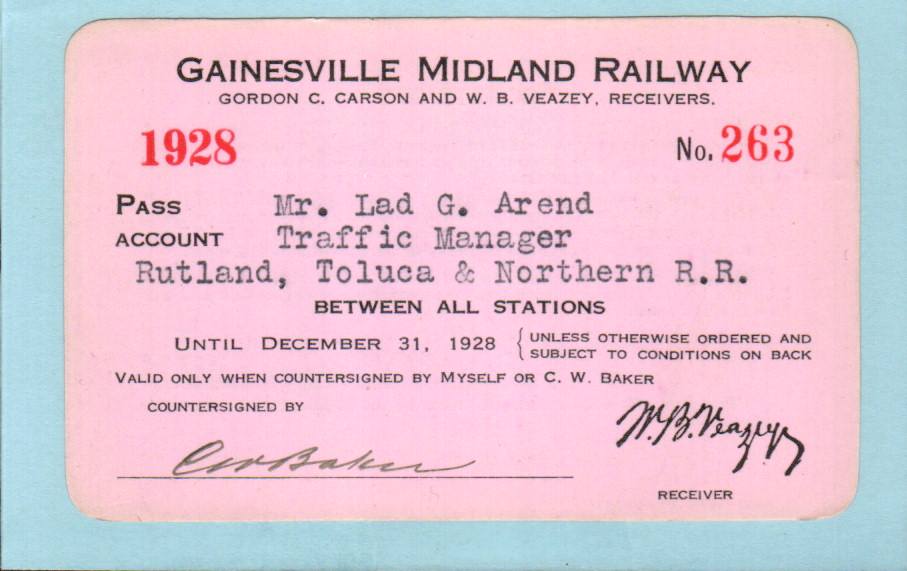 GAINESVILLE MIDLAND RAILWAY
GORDON C. CARSON AND W. B. VEAZEY, RECEIVERS.
1928 No. 263
PASS Mr. Lad G. Arend
ACCOUNT Traffic Manager
Rutland, Toluca & Northern R.R.
BETWEEN ALL STATIONS
UNTIL DECEMBER 31, 1928 { UNLESS OTHERWISE ORDERED AND
SUBJECT TO CONDITIONS ON BACK
VALID ONLY WHEN COUNTERSIGNED BY MYSELF OR C. W. BAKER
COUNTERSIGNED BY
CW Baker
W.B. Veazey
RECEIVER